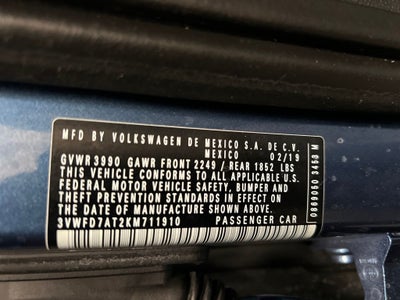 MFD BY VOLKSWAGEN DE MEXICO S.A. DE C.V.
MEXICO 02/19
GVWR 3990 GAWR FRONT 2249 / REAR 1852 LBS
THIS VEHICLE CONFORMS TO ALL APPLICABLE U.S.
FEDERAL MOTOR VEHICLE SAFETY, BUMPER AND
THEFT PREVENTION STANDARDS IN EFFECT ON THE
DATE OF MANUFACTURE SHOWN ABOVE
3VWFD7AT2KM711910 PASSENGER CAR